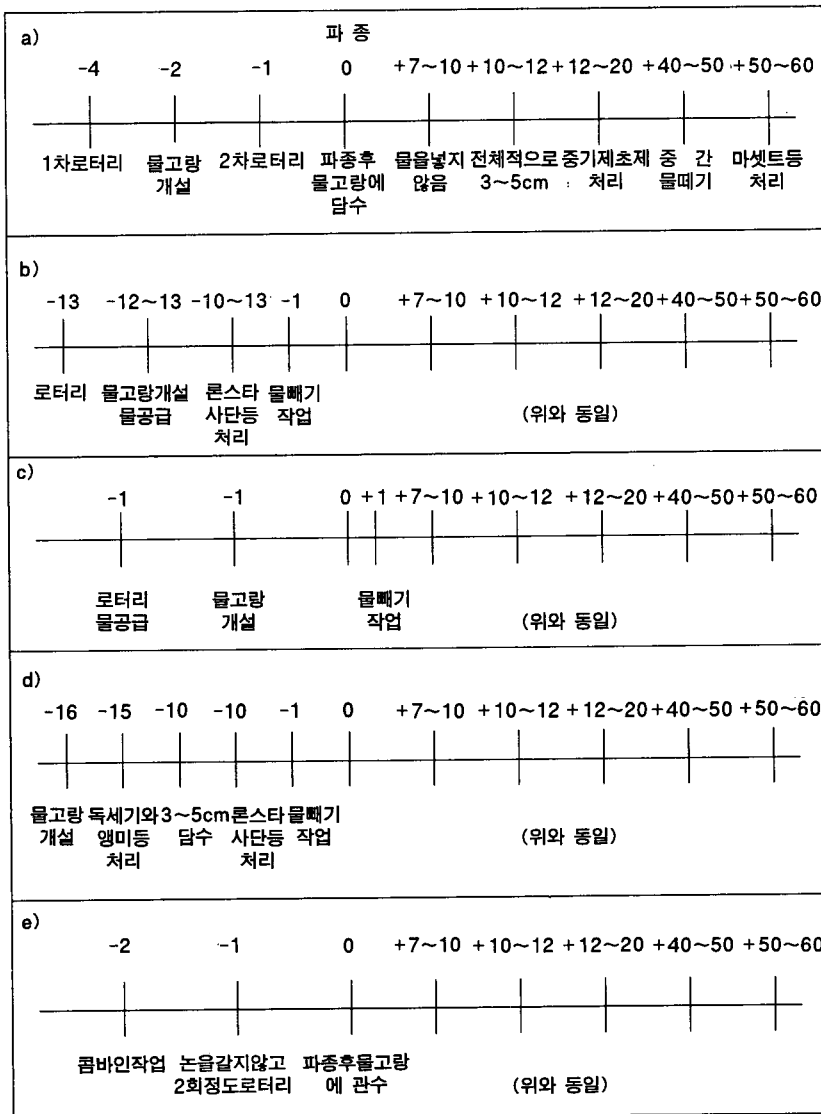 a)
파 종
-4 -2 -1 0 +7~10 +10~12 +12~20 +40~50 +50~60
1차로터리 물고랑 2차로터리 파종후 물을넣지 전체적으로 중기제초제 중 간 마셋트등
개설 물고랑에 않음 3~5cm : 처리 물떼기 처리
담수
b)
-13 -12~13 -10~13 -1 0 +7~10 +10~12 +12~20 +40~50 +50~60
로터리 물고랑개설 론스타 물빼기
물공급 사단등 작업 (위와 동일)
처리
c)
-1 -1 0 +1 +7~10 +10~12 +12~20 +40~50 +50~60
로터리 물고랑 물빼기
물공급 개설 작업 (위와 동일)
d)
-16 -15 -10 -10 -1 0 +7~10 +10~12 +12~20 +40~50 +50~60
물고랑 독세기와 3~5cm 론스타 물빼기
개설 앵미등 담수 사단등 작업 (위와 동일)
처리 처리
e)
-2 -1 0 +7~10 +10~12 +12~20 +40~50 +50~60
콤바인작업 논을갈지않고 파종후물고랑
2회정도로터리 에 관수 (위와 동일)